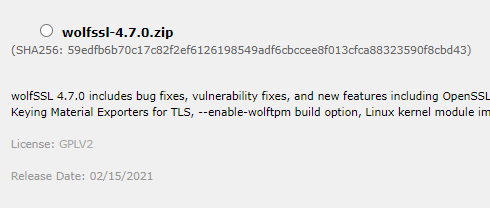 wolfssl-4.7.0.zip
(SHA256: 59edfb6b70c17c82f2ef6126198549adf6cbccee8f013cfca88323590f8cbd43)
wolfSSL 4.7.0 includes bug fixes, vulnerability fixes, and new features including OpenSSL
Keying Material Exporters for TLS, --enable-wolftpm build option, Linux kernel module im
License: GPLV2
Release Date: 02/15/2021